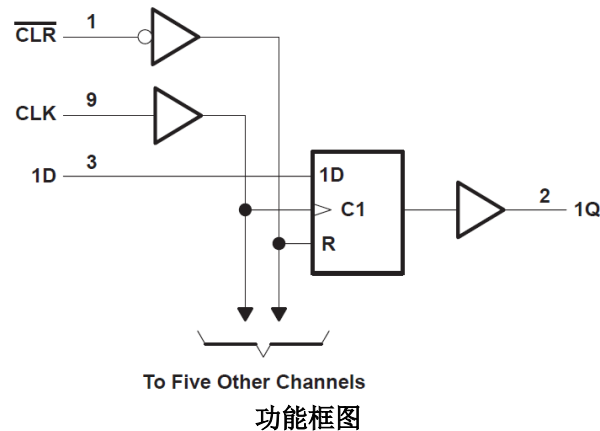 CLR 1
CLK 9
1D 3
1D
C1
R
2 1Q
To Five Other Channels
功能框图